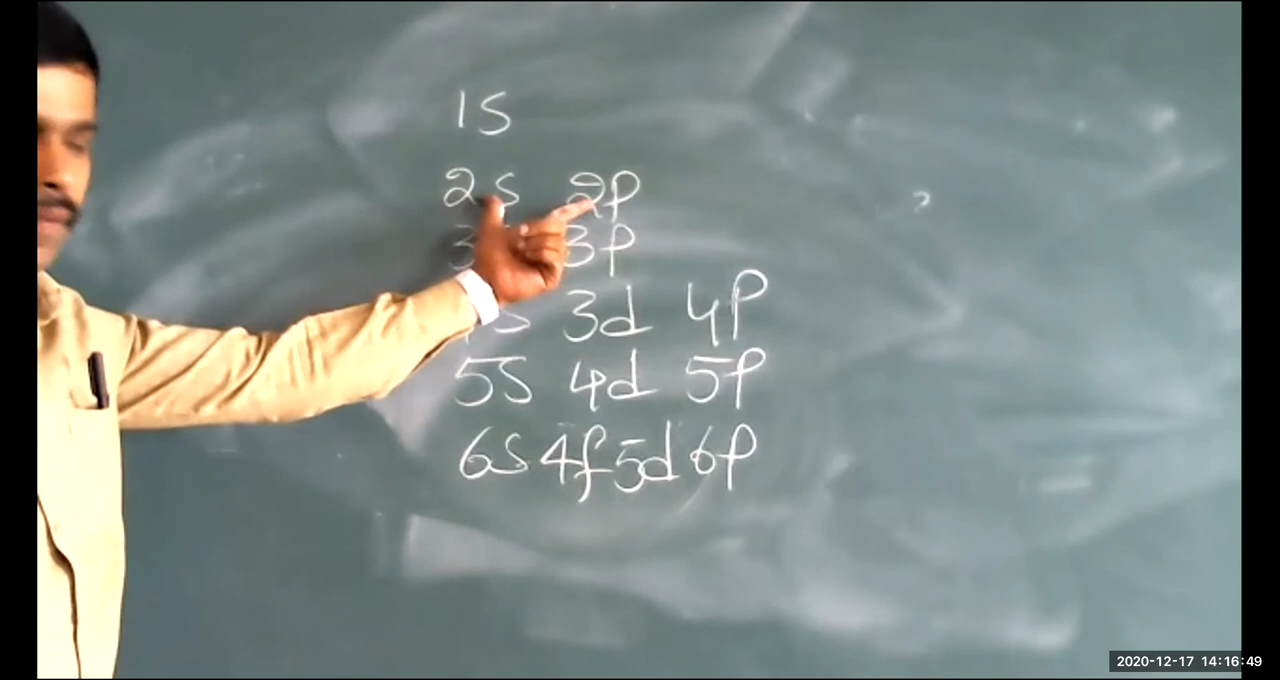 1S
2s 2p
3 3p
S 3d 4p
5s 4d 5p
6s 4f 5d 6p
2020-12-17 14:16:49